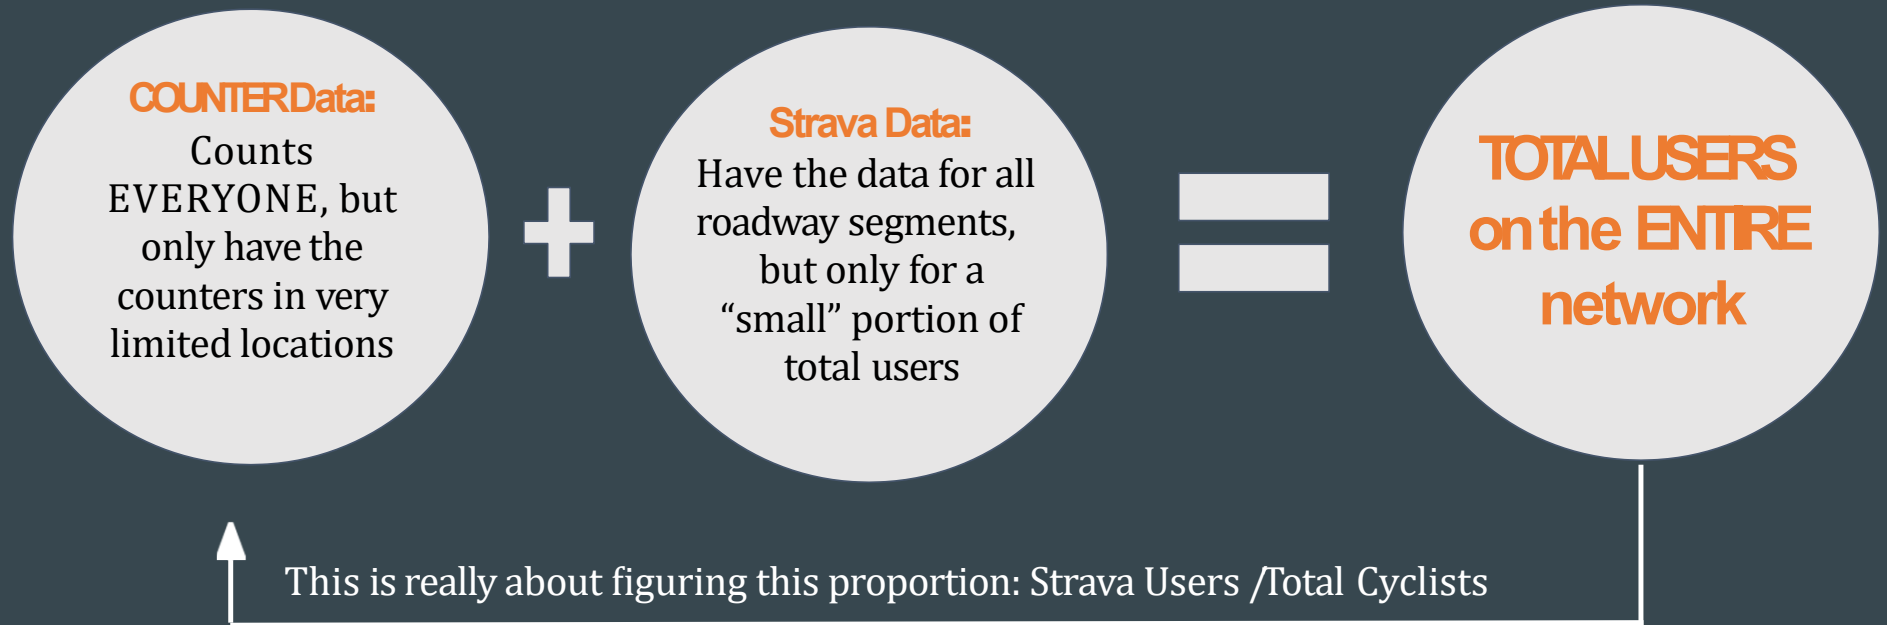 COUNTER Data:
Counts
EVERYONE, but
only have the
counters in very
limited locations
Strava Data:
Have the data for all
roadway segments,
but only for a
“small” portion of
total users
TOTAL USERS
on the ENTIRE
network
This is really about figuring this proportion: Strava Users /Total Cyclists